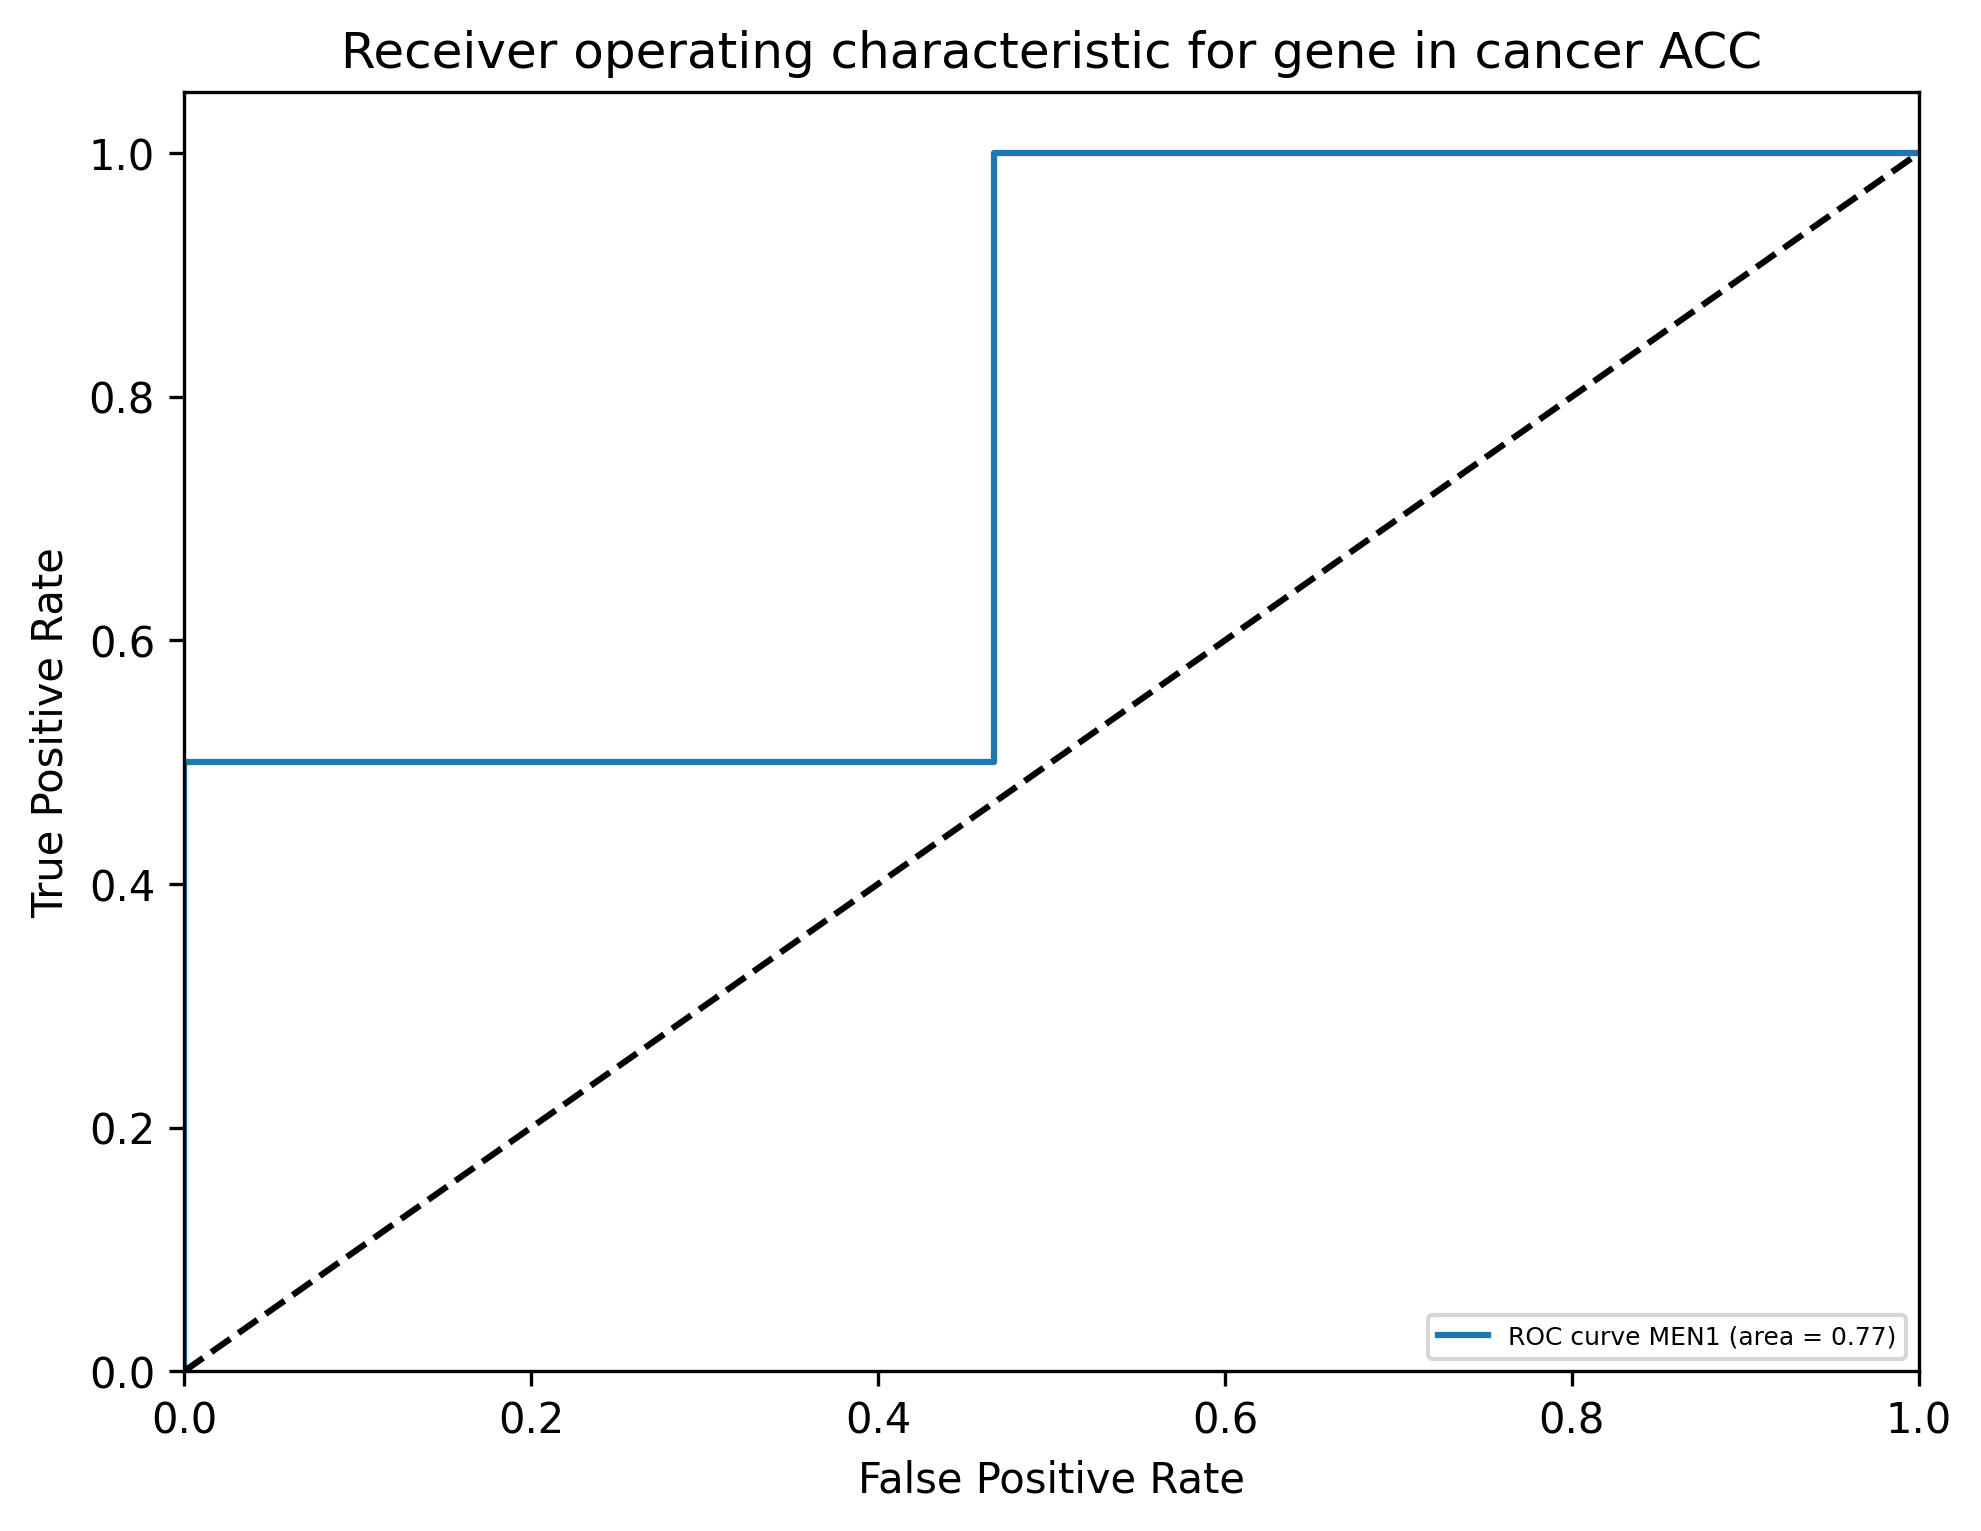 Receiver operating characteristic for gene in cancer ACC
1.0
0.8
0.6
0.4
0.2
0.0
True Positive Rate
ROC curve MEN1 (area = 0.77)
0.0 0.2 0.4 0.6 0.8 1.0
False Positive Rate